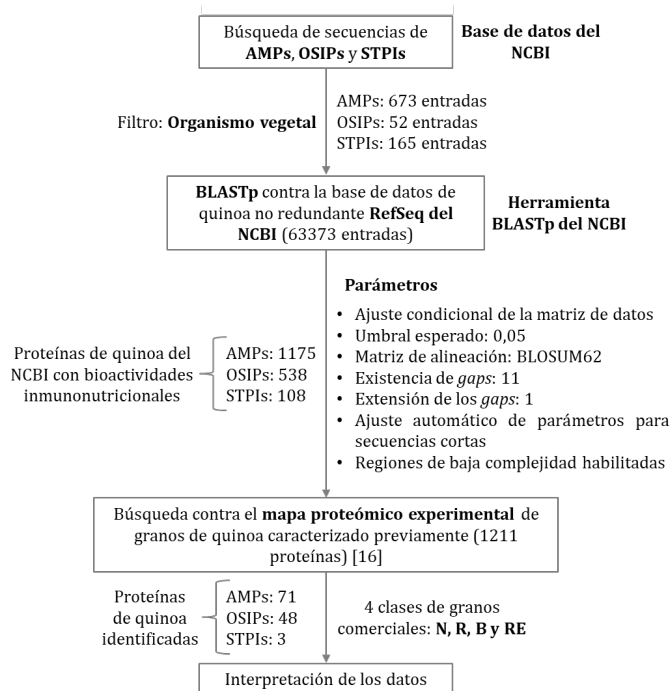 Búsqueda de secuencias de
AMPs, OSIPs y STPIs
Base de datos del
NCBI
Filtro: Organismo vegetal
AMPs: 673 entradas
OSIPs: 52 entradas
STPIs: 165 entradas
BLASTp contra la base de datos de
quinoa no redundante RefSeq del
NCBI (63373 entradas)
Herramienta
BLASTp del NCBI
Parámetros
• Ajuste condicional de la matriz de datos
• Umbral esperado: 0,05
• Matriz de alineación: BLOSUM62
• Existencia de gaps: 11
• Extensión de los gaps: 1
• Ajuste automático de parámetros para
secuencias cortas
• Regiones de baja complejidad habilitadas
Proteínas de quinoa del
NCBI con bioactividades
inmunonutricionales
AMPs: 1175
OSIPs: 538
STPIs: 108
Búsqueda contra el mapa proteómico experimental de
granos de quinoa caracterizado previamente (1211
proteínas) [16]
Proteínas
de quinoa
identificadas
AMPs: 71
OSIPs: 48
STPIs: 3
4 clases de granos
comerciales: N, R, B y RE
Interpretación de los datos